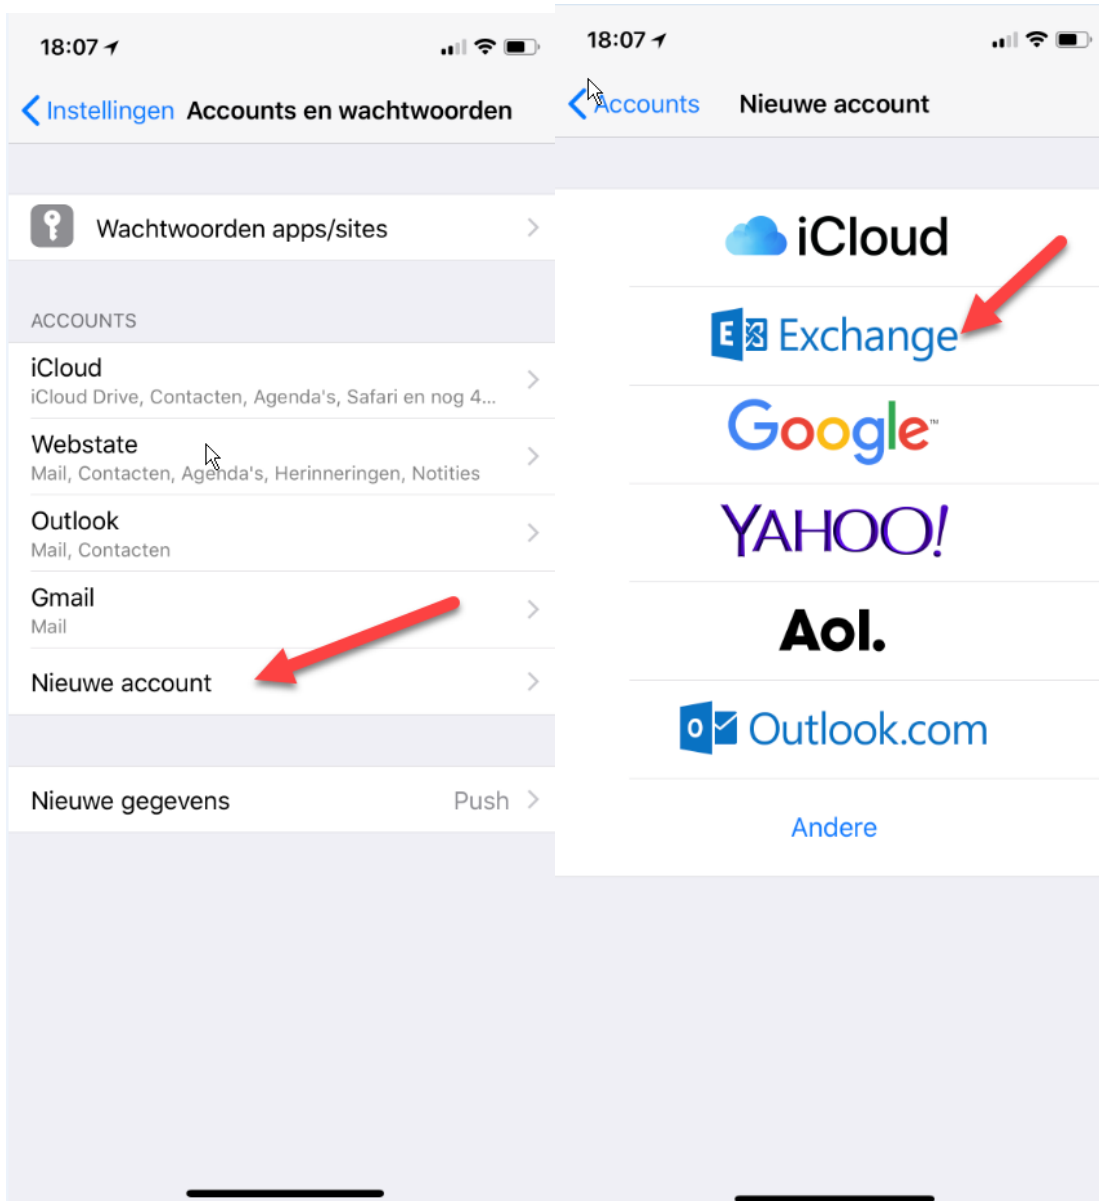 18:07
Instellingen Accounts en wachtwoorden
Wachtwoorden apps/sites
ACCOUNTS
iCloud
iCloud Drive, Contacten, Agenda's, Safari en nog 4...
Webstate
Mail, Contacten, Agenda's, Herinneringen, Notities
Outlook
Mail, Contacten
Gmail
Mail
Nieuwe account
Nieuwe gegevens Push
18:07
Accounts Nieuwe account
iCloud
E Exchange
Google™
YAHOO!
Aol.
o Outlook.com
Andere